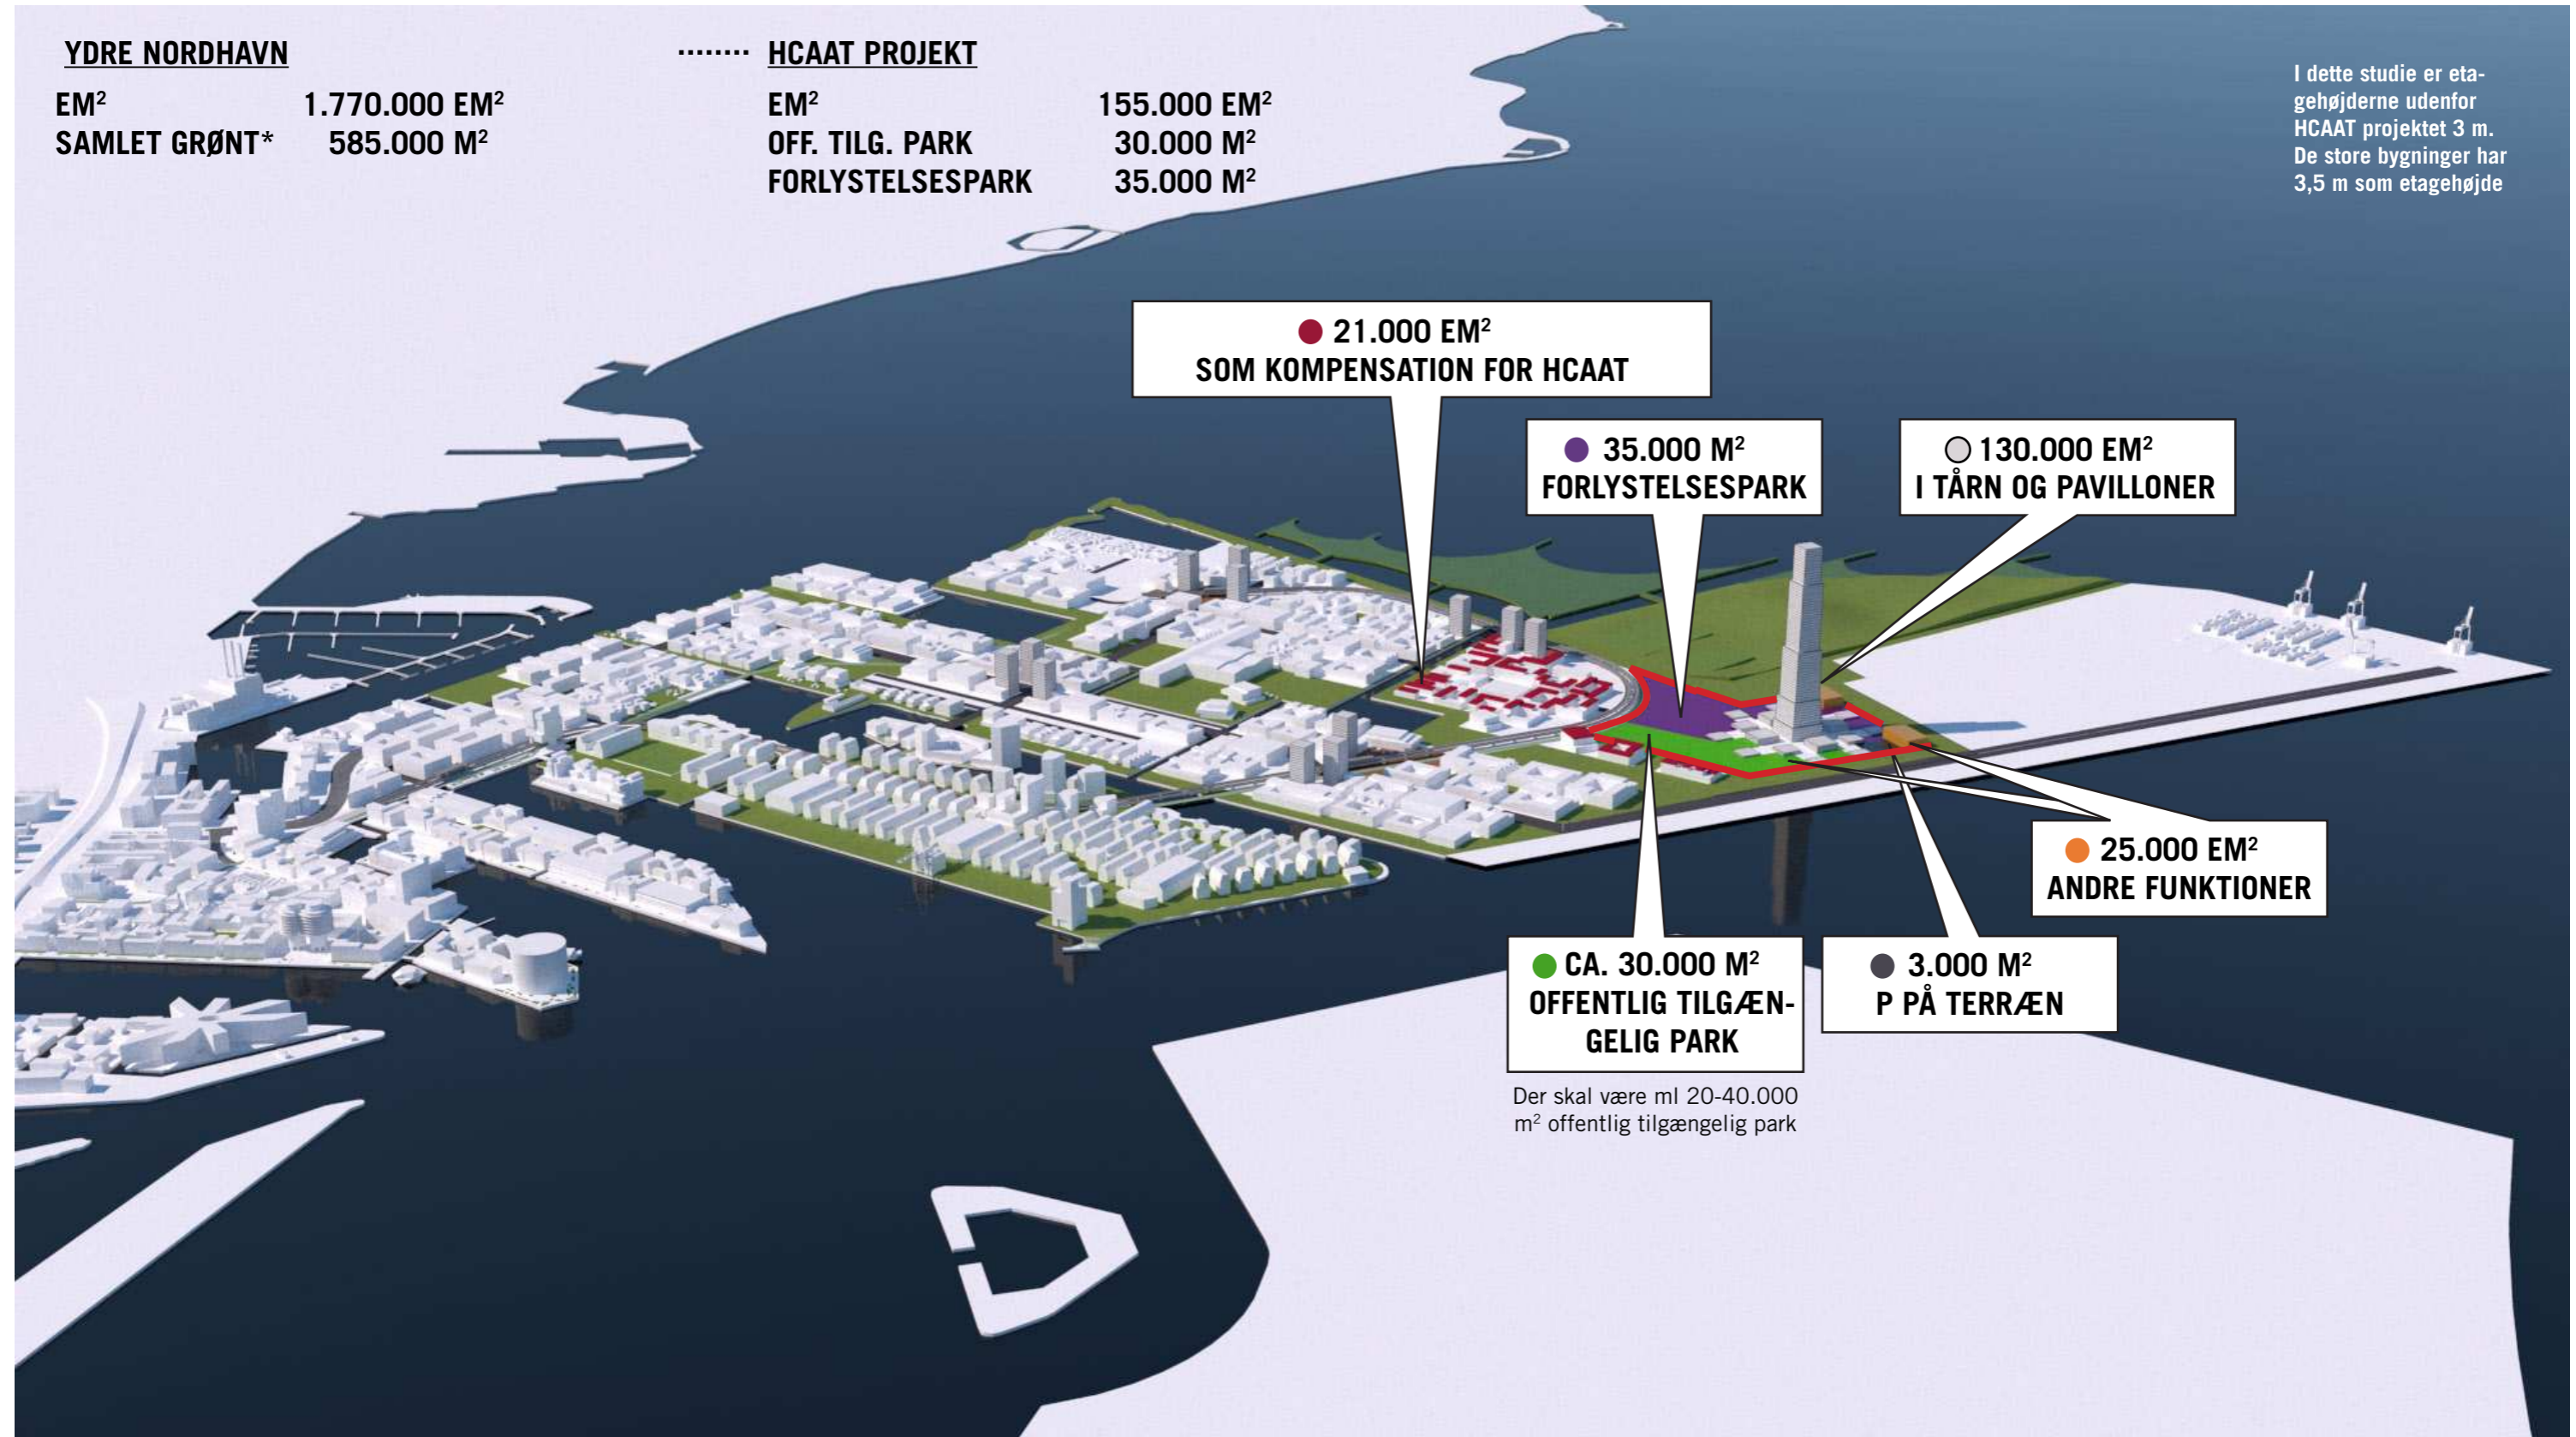 YDRE NORDHAVN
EM² 1.770.000 EM²
SAMLET GRØNT* 585.000 M²
........ HCAAT PROJEKT
EM² 155.000 EM²
OFF. TILG. PARK 30.000 M²
FORLYSTELSESPARK 35.000 M²
I dette studie er eta-
gehøjderne udenfor
HCAAT projektet 3 m.
De store bygninger har
3,5 m som etagehøjde
21.000 EM²
SOM KOMPENSATION FOR HCAAT
35.000 M²
FORLYSTELSESPARK
130.000 EM²
I TÅRN OG PAVILLONER
25.000 EM²
ANDRE FUNKTIONER
CA. 30.000 M²
OFFENTLIG TILGÆN-
GELIG PARK
3.000 M²
P PÅ TERRÆN
Der skal være ml 20-40.000
m² offentlig tilgængelig park